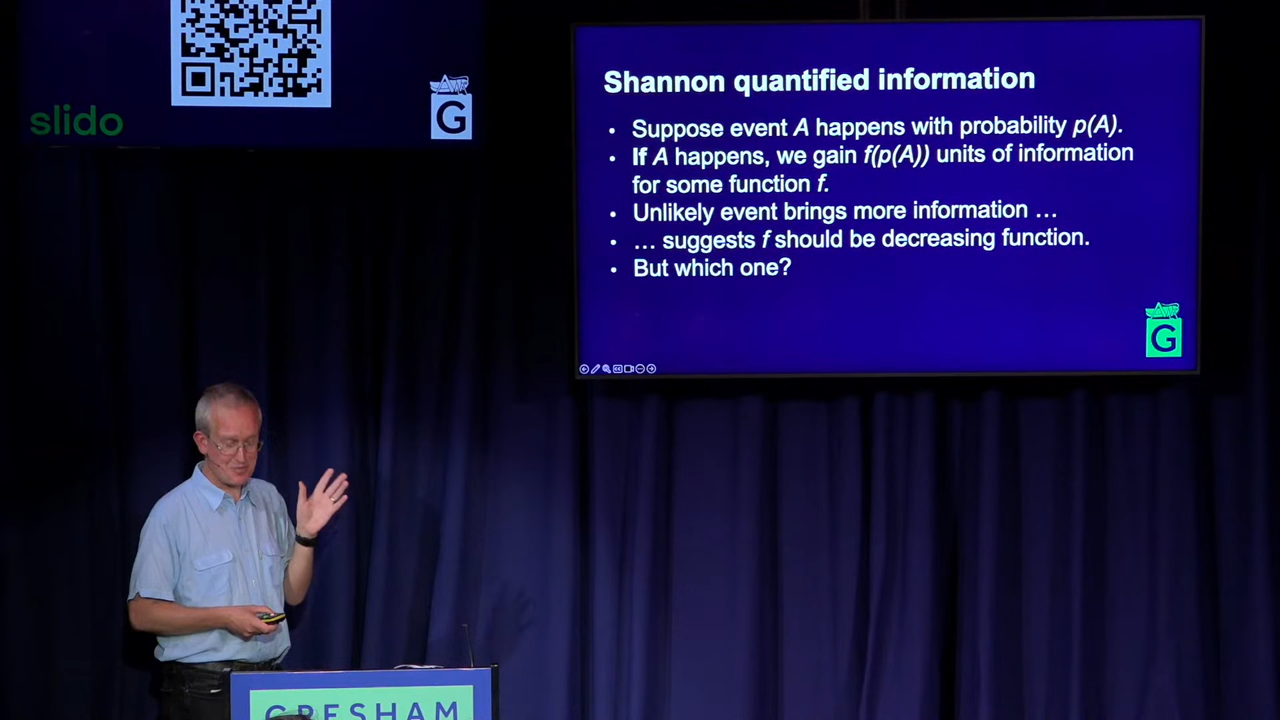 slido
G
Shannon quantified information
• Suppose event A happens with probability p(A).
• If A happens, we gain f(p(A)) units of information
for some function f.
• Unlikely event brings more information …
• … suggests f should be decreasing function.
• But which one?
G
GRESHAM